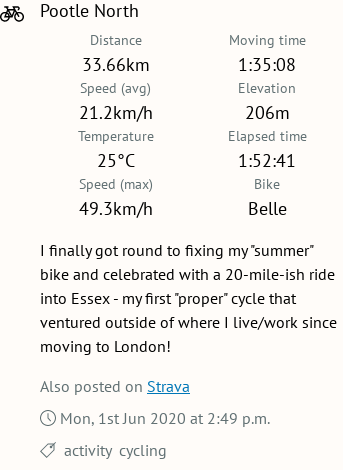 Pootle North
Distance Moving time
33.66km 1:35:08
Speed (avg) Elevation
21.2km/h 206m
Temperature Elapsed time
25°C 1:52:41
Speed (max) Bike
49.3km/h Belle
I finally got round to fixing my "summer"
bike and celebrated with a 20-mile-ish ride
into Essex - my first "proper" cycle that
ventured outside of where I live/work since
moving to London!
Also posted on Strava
Mon, 1st Jun 2020 at 2:49 p.m.
activity cycling